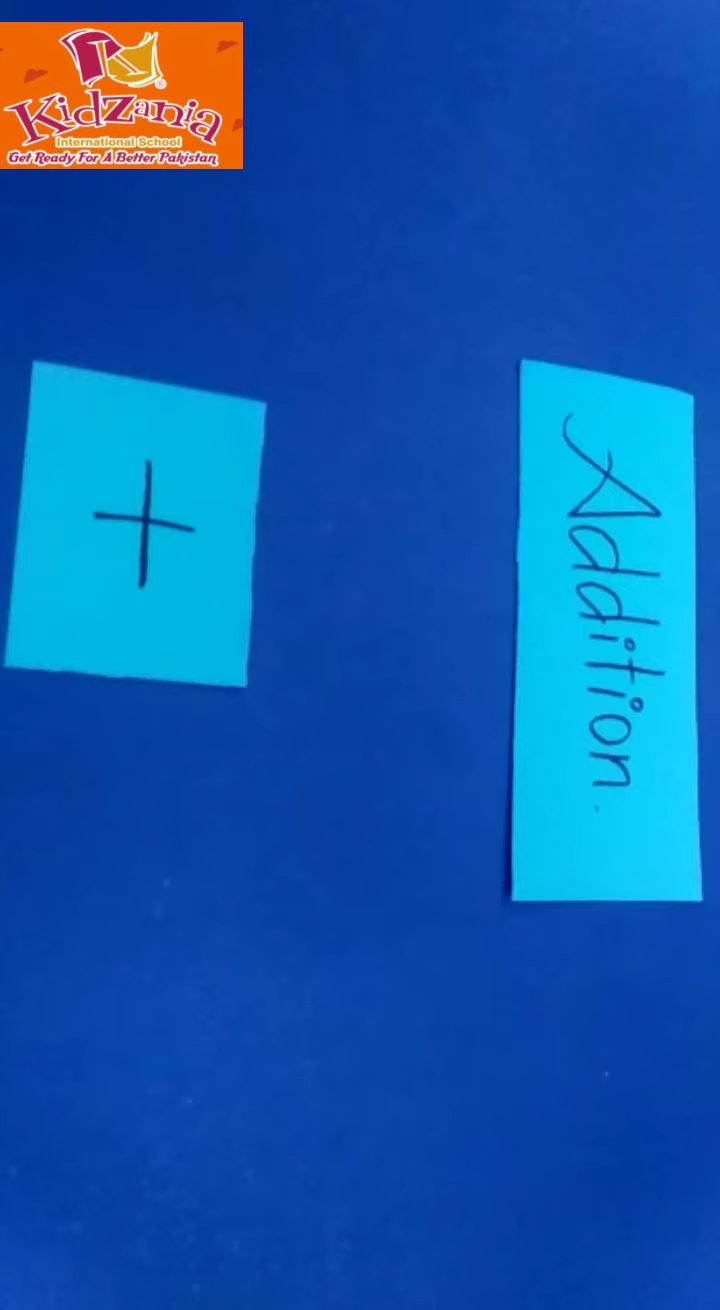 KidZania
International School
Get Ready For A Better Pakistan
Addition.
+